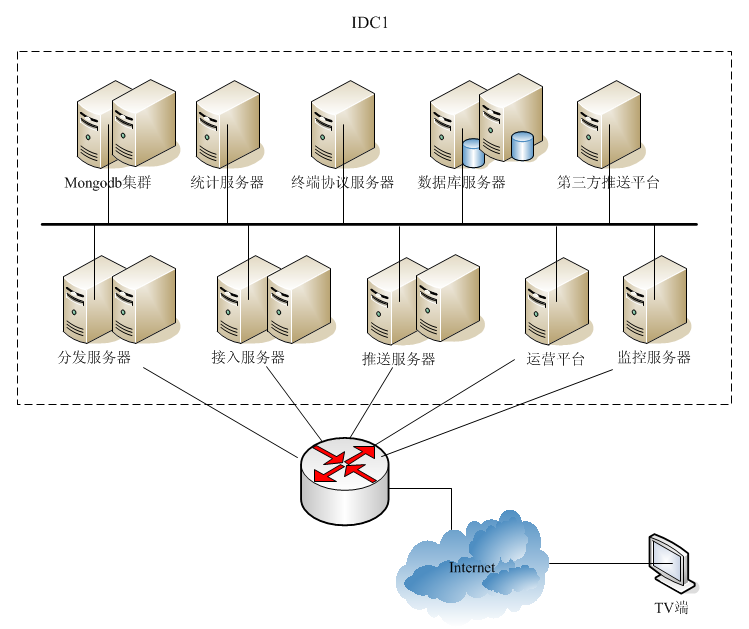 IDC1
Mongodb集群
统计服务器
终端协议服务器
数据库服务器
第三方推送平台
分发服务器
接入服务器
推送服务器
运营平台
监控服务器
Internet
TV端